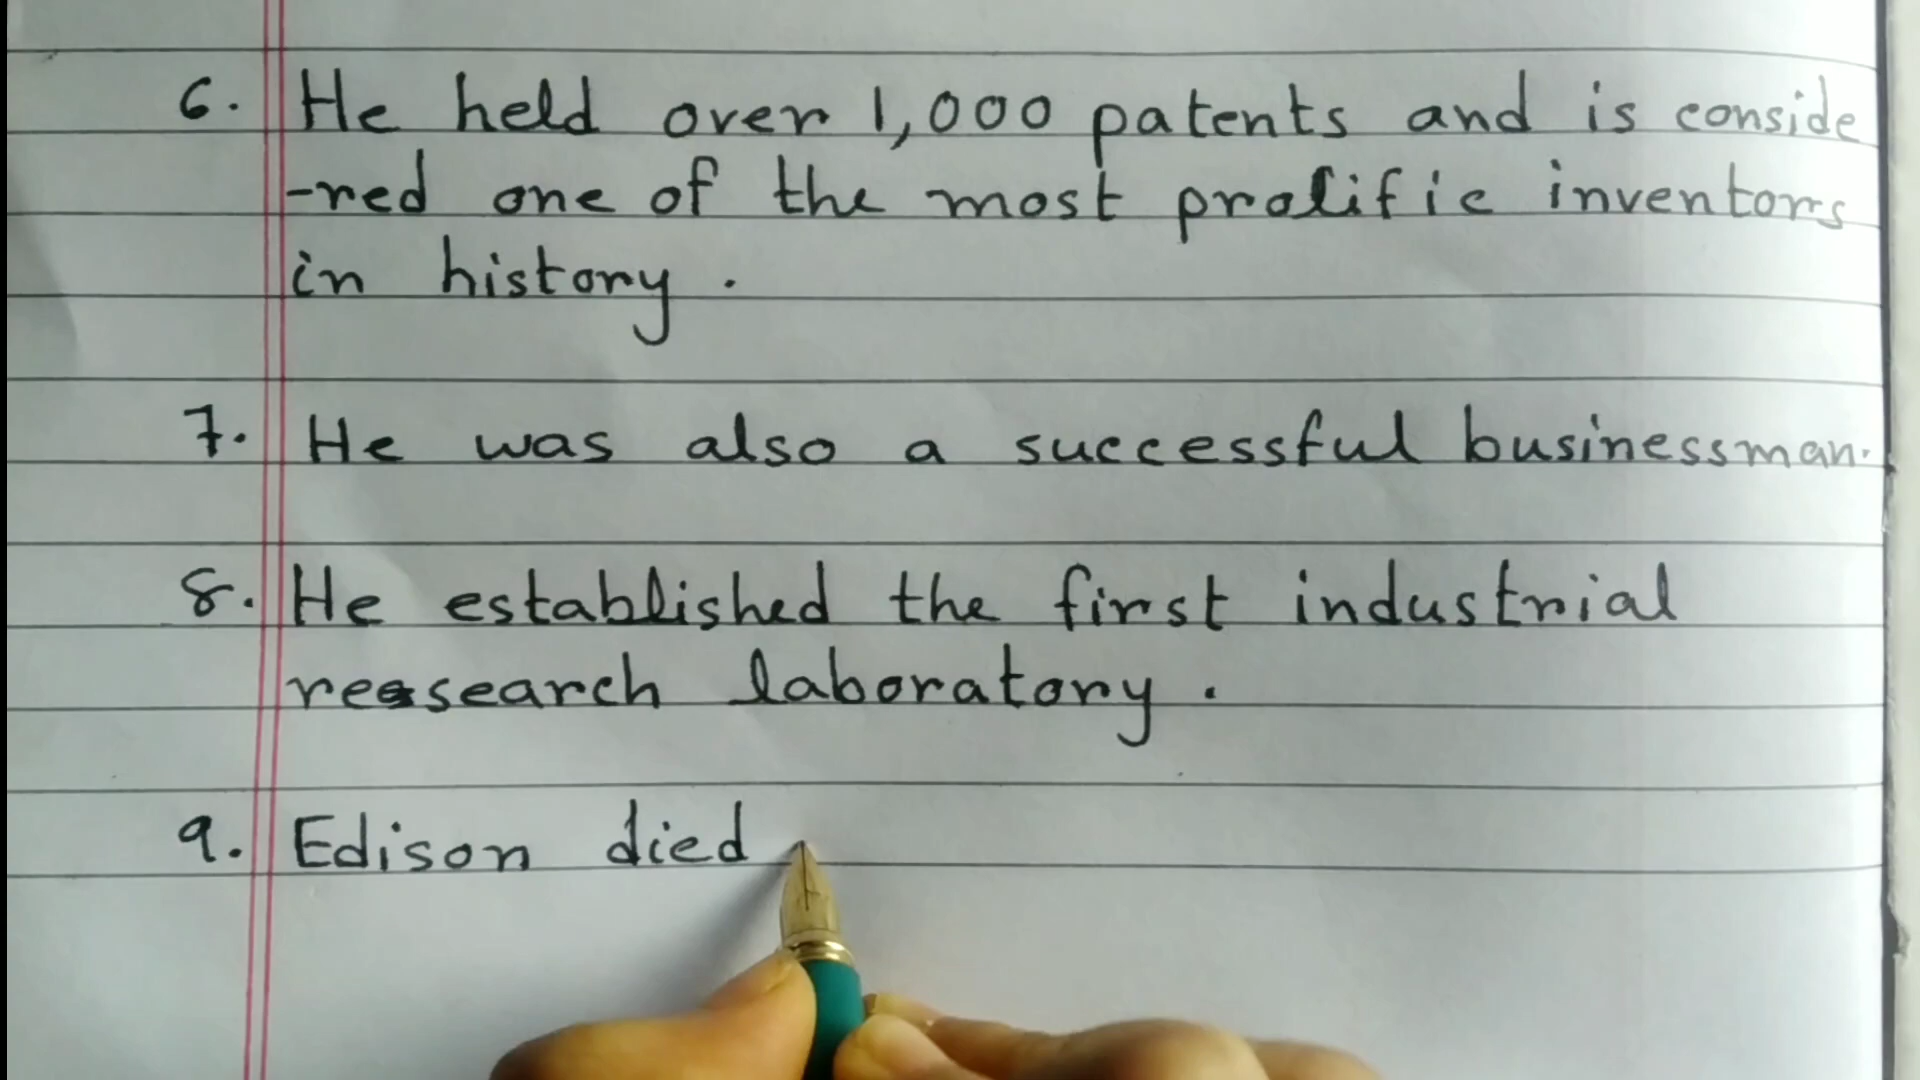 6. He held over 1,000 patents and is conside
-red one of the most prolific inventors
in history.
7. He was also a successful businessman.
8. He established the first industrial
research laboratory.
9. Edison died